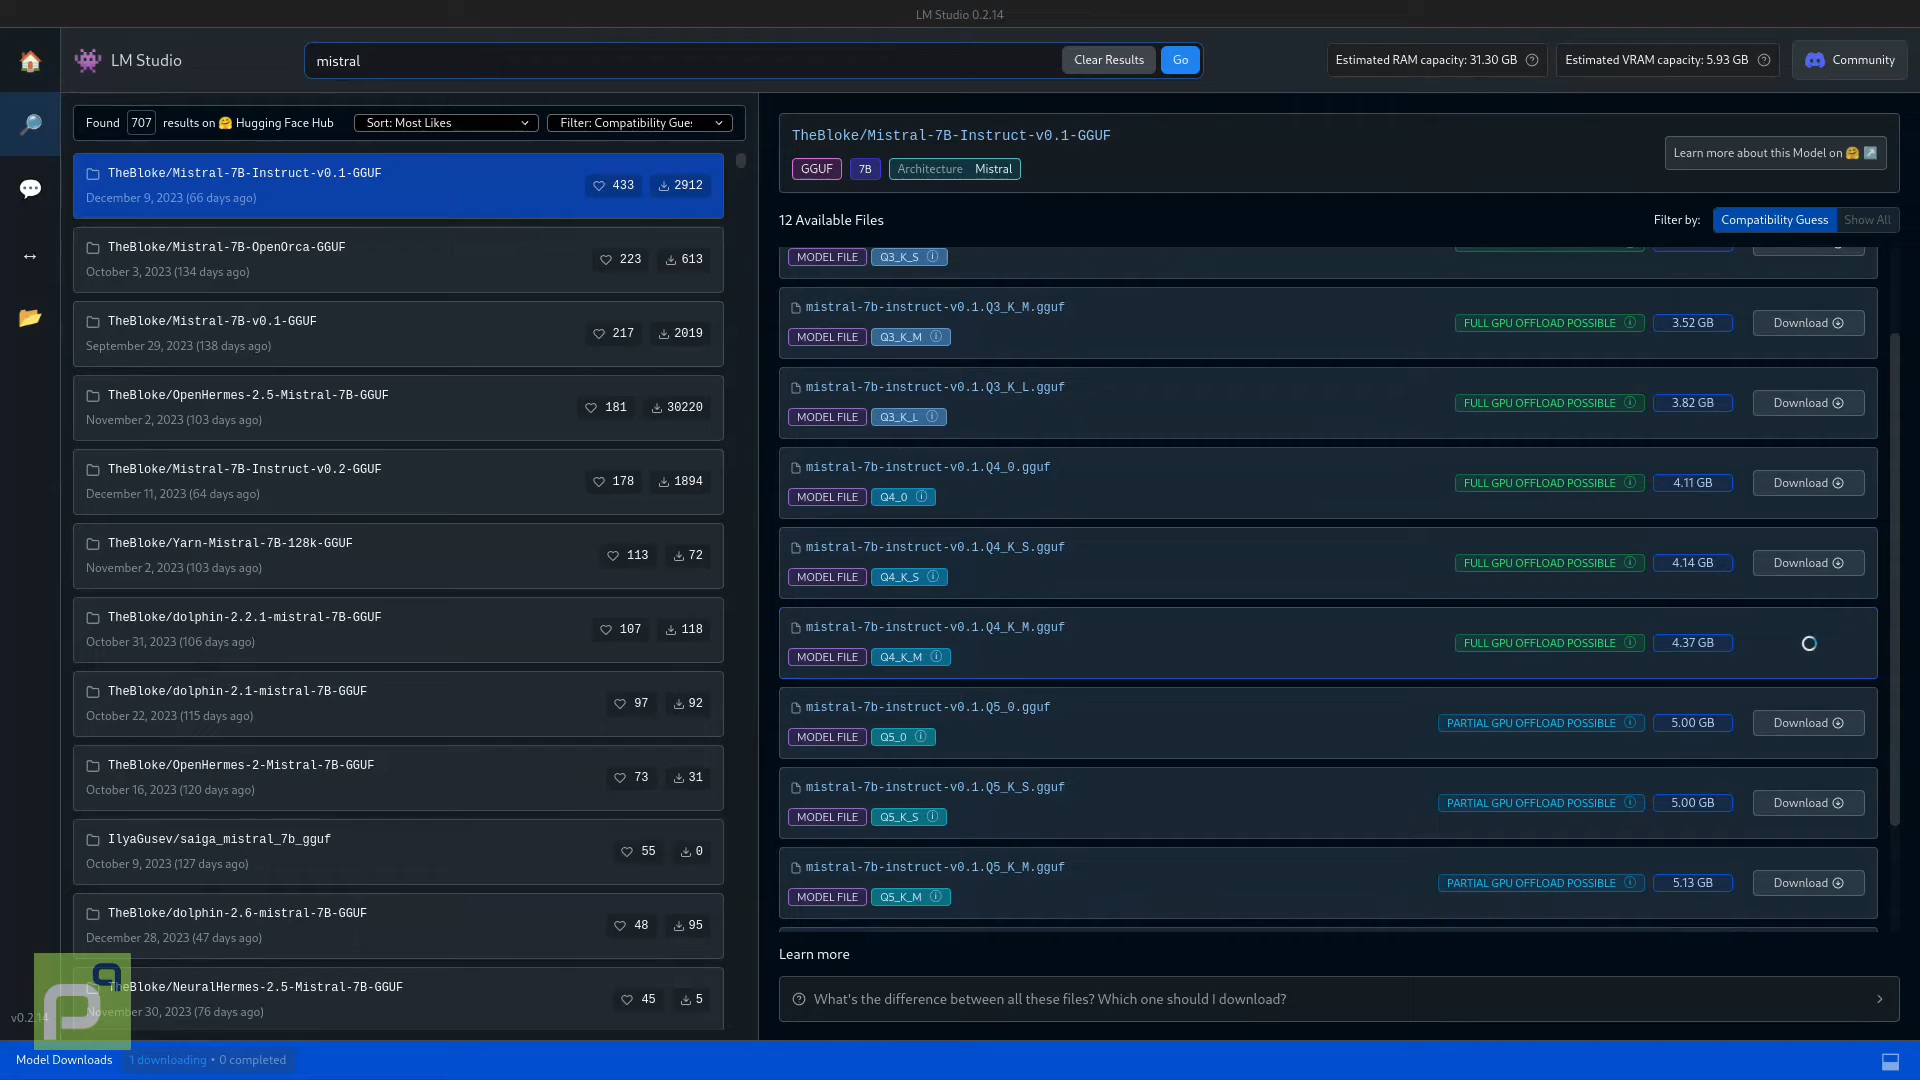 LM Studio 0.2.14
LM Studio
mistral
Clear Results
Go
Estimated RAM capacity: 31.30 GB
Estimated VRAM capacity: 5.93 GB
Community
Found 707 results on Hugging Face Hub
Sort: Most Likes
Filter: Compatibility Gues
TheBloke/Mistral-7B-Instruct-v0.1-GGUF
433 2912
December 9, 2023 (66 days ago)
TheBloke/Mistral-7B-OpenOrca-GGUF
223 613
October 3, 2023 (134 days ago)
TheBloke/Mistral-7B-v0.1-GGUF
217 2019
September 29, 2023 (138 days ago)
TheBloke/OpenHermes-2.5-Mistral-7B-GGUF
181 30220
November 2, 2023 (103 days ago)
TheBloke/Mistral-7B-Instruct-v0.2-GGUF
178 1894
December 11, 2023 (64 days ago)
TheBloke/Yarn-Mistral-7B-128k-GGUF
113 72
November 2, 2023 (103 days ago)
TheBloke/dolphin-2.2.1-mistral-7B-GGUF
107 118
October 31, 2023 (106 days ago)
TheBloke/dolphin-2.1-mistral-7B-GGUF
97 92
October 22, 2023 (115 days ago)
TheBloke/OpenHermes-2-Mistral-7B-GGUF
73 31
October 16, 2023 (120 days ago)
IlyaGusev/saiga_mistral_7b_gguf
55 0
October 9, 2023 (127 days ago)
TheBloke/dolphin-2.6-mistral-7B-GGUF
48 95
December 28, 2023 (47 days ago)
TheBloke/NeuralHermes-2.5-Mistral-7B-GGUF
45 5
November 30, 2023 (76 days ago)
v0.2.14
TheBloke/Mistral-7B-Instruct-v0.1-GGUF
GGUF 7B Architecture Mistral
Learn more about this Model on
12 Available Files
Filter by: Compatibility Guess Show All
MODEL FILE Q3_K_S
mistral-7b-instruct-v0.1.Q3_K_M.gguf
FULL GPU OFFLOAD POSSIBLE 3.52 GB Download
MODEL FILE Q3_K_M
mistral-7b-instruct-v0.1.Q3_K_L.gguf
FULL GPU OFFLOAD POSSIBLE 3.82 GB Download
MODEL FILE Q3_K_L
mistral-7b-instruct-v0.1.Q4_0.gguf
FULL GPU OFFLOAD POSSIBLE 4.11 GB Download
MODEL FILE Q4_0
mistral-7b-instruct-v0.1.Q4_K_S.gguf
FULL GPU OFFLOAD POSSIBLE 4.14 GB Download
MODEL FILE Q4_K_S
mistral-7b-instruct-v0.1.Q4_K_M.gguf
FULL GPU OFFLOAD POSSIBLE 4.37 GB
MODEL FILE Q4_K_M
mistral-7b-instruct-v0.1.Q5_0.gguf
PARTIAL GPU OFFLOAD POSSIBLE 5.00 GB Download
MODEL FILE Q5_0
mistral-7b-instruct-v0.1.Q5_K_S.gguf
PARTIAL GPU OFFLOAD POSSIBLE 5.00 GB Download
MODEL FILE Q5_K_S
mistral-7b-instruct-v0.1.Q5_K_M.gguf
PARTIAL GPU OFFLOAD POSSIBLE 5.13 GB Download
MODEL FILE Q5_K_M
Learn more
What's the difference between all these files? Which one should I download?
Model Downloads 1 downloading • 0 completed